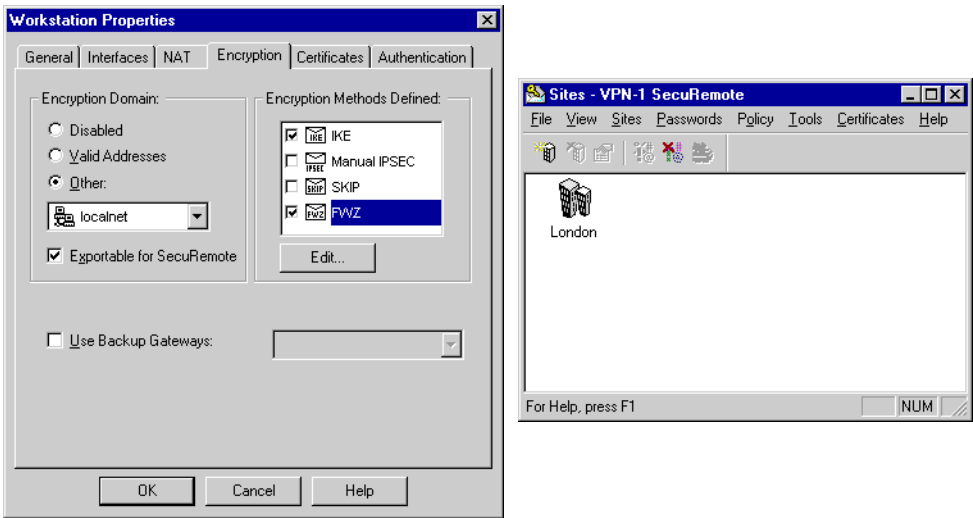 Workstation Properties
General Interfaces NAT Encryption Certificates Authentication
Encryption Domain:
Disabled
Valid Addresses
Other:
localnet
Exportable for SecuRemote
Encryption Methods Defined:
IKE IKE
IPSEC Manual IPSEC
SKIP SKIP
FWZ FWZ
Edit...
Use Backup Gateways:
OK Cancel Help
Sites - VPN-1 SecuRemote
File View Sites Passwords Policy Tools Certificates Help
London
For Help, press F1 NUM